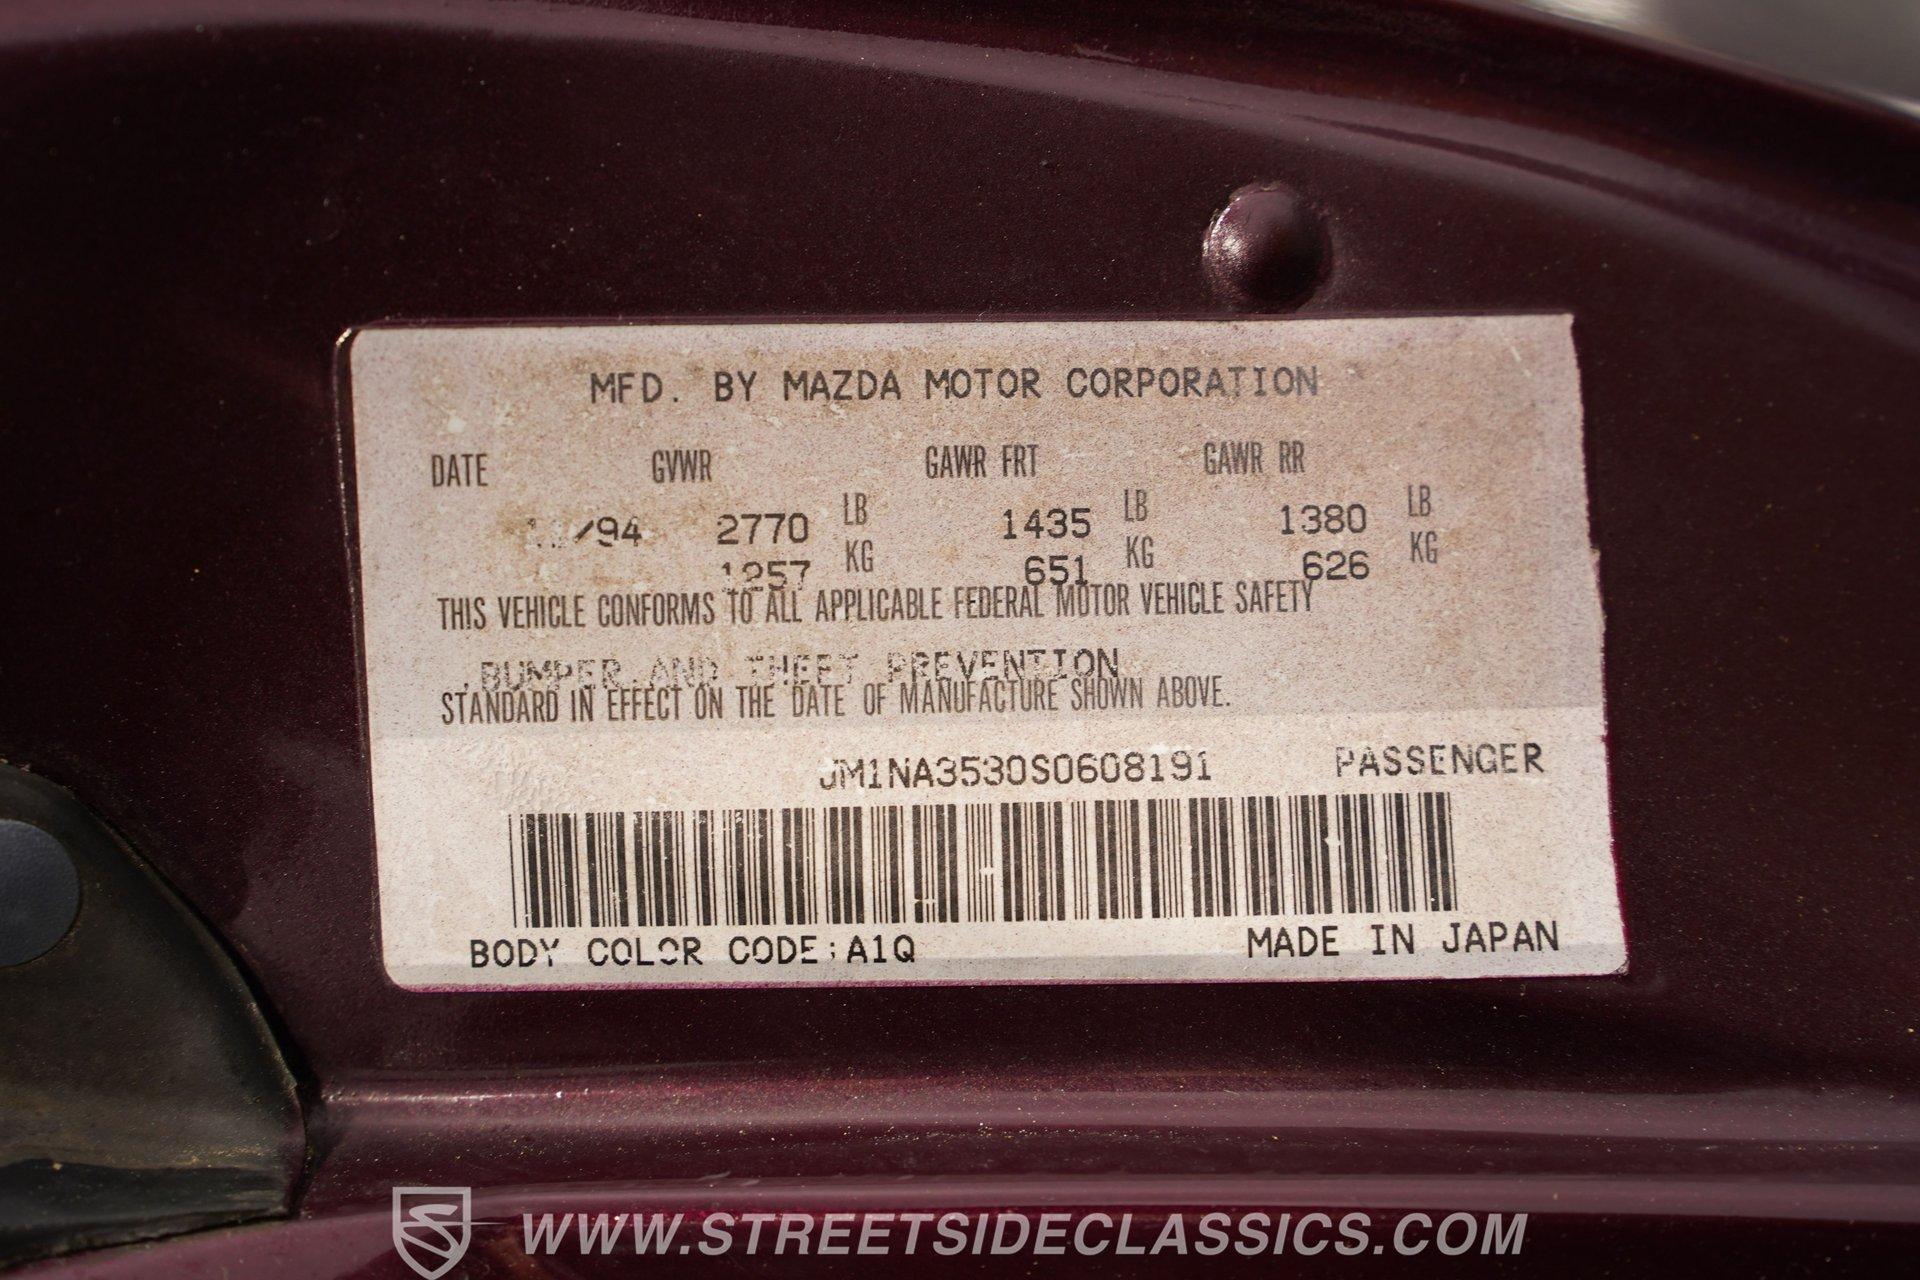 MFD. BY MAZDA MOTOR CORPORATION
DATE GVWR GAWR FRT GAWR RR
/94 2770 LB 1435 LB 1380 LB
1257 KG 651 KG 626 KG
THIS VEHICLE CONFORMS TO ALL APPLICABLE FEDERAL MOTOR VEHICLE SAFETY
,BUMPER AND THEFT PREVENTION
STANDARD IN EFFECT ON THE DATE OF MANUFACTURE SHOWN ABOVE.
JM1NA3530S0608191 PASSENGER
BODY COLOR CODE:A1Q MADE IN JAPAN
WWW.STREETSIDECLASSICS.COM